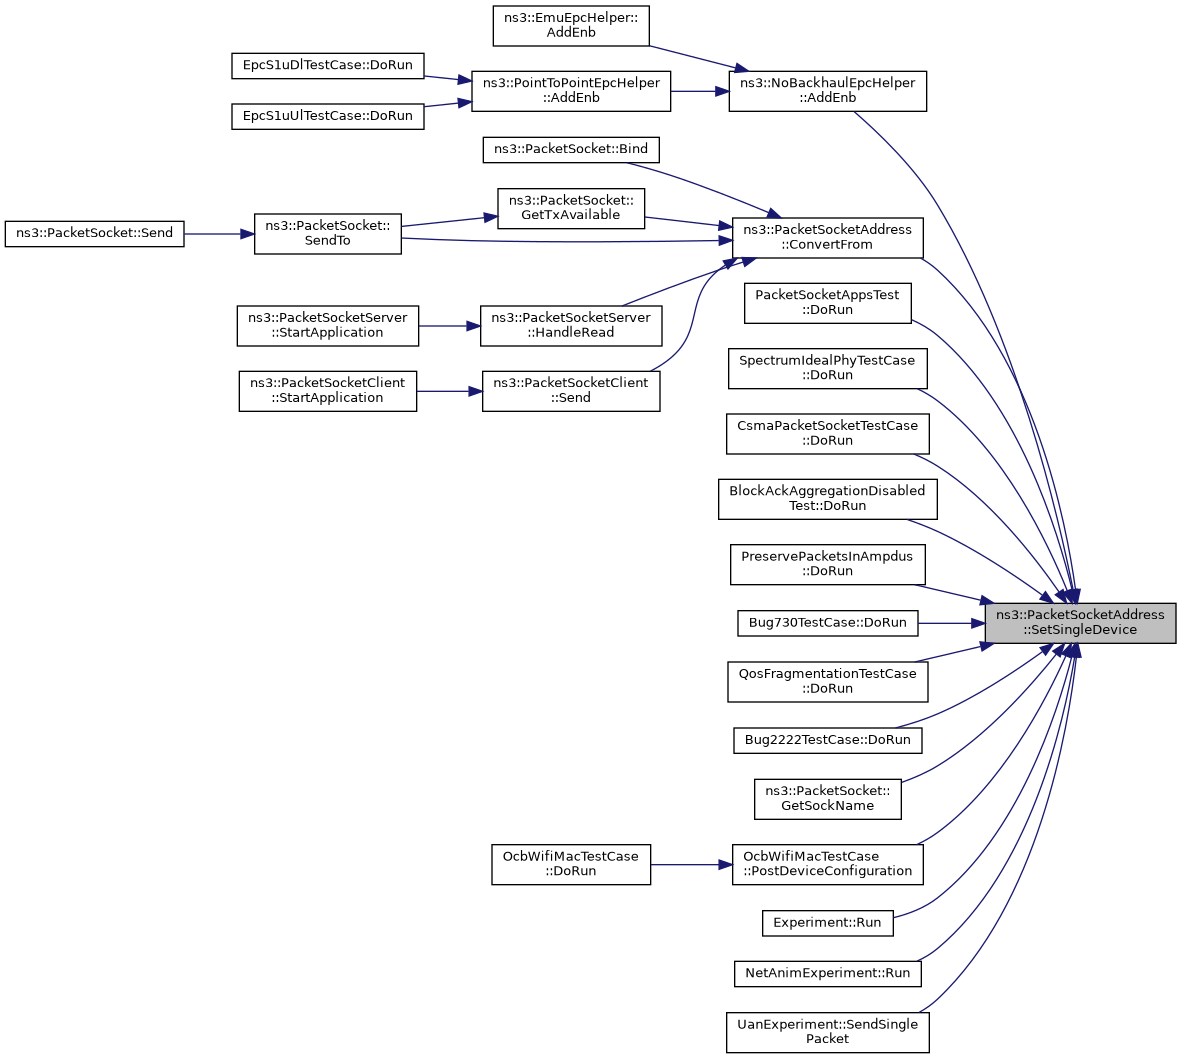 ns3::EmuEpcHelper::
AddEnb
EpcS1uDlTestCase::DoRun
ns3::PointToPointEpcHelper
::AddEnb
ns3::NoBackhaulEpcHelper
::AddEnb
EpcS1uUlTestCase::DoRun
ns3::PacketSocket::Bind
ns3::PacketSocket::
GetTxAvailable
ns3::PacketSocket::Send
ns3::PacketSocket::
SendTo
ns3::PacketSocketAddress
::ConvertFrom
PacketSocketAppsTest
::DoRun
ns3::PacketSocketServer
::StartApplication
ns3::PacketSocketServer
::HandleRead
SpectrumIdealPhyTestCase
::DoRun
ns3::PacketSocketClient
::StartApplication
ns3::PacketSocketClient
::Send
CsmaPacketSocketTestCase
::DoRun
BlockAckAggregationDisabled
Test::DoRun
PreservePacketsInAmpdus
::DoRun
Bug730TestCase::DoRun
ns3::PacketSocketAddress
::SetSingleDevice
QosFragmentationTestCase
::DoRun
Bug2222TestCase::DoRun
ns3::PacketSocket::
GetSockName
OcbWifiMacTestCase
::DoRun
OcbWifiMacTestCase
::PostDeviceConfiguration
Experiment::Run
NetAnimExperiment::Run
UanExperiment::SendSingle
Packet